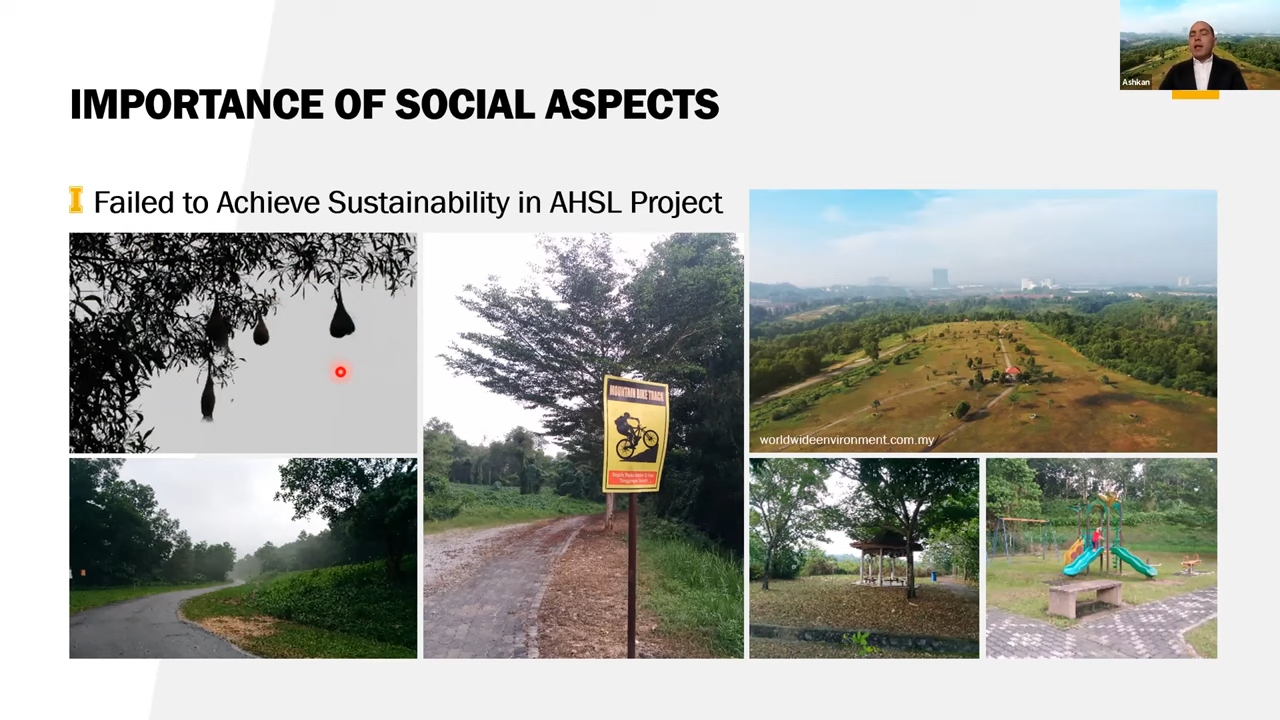 Ashkan
IMPORTANCE OF SOCIAL ASPECTS
I Failed to Achieve Sustainability in AHSL Project
MOUNTAIN BIKE TRACK
worldwideenvironment.com.my